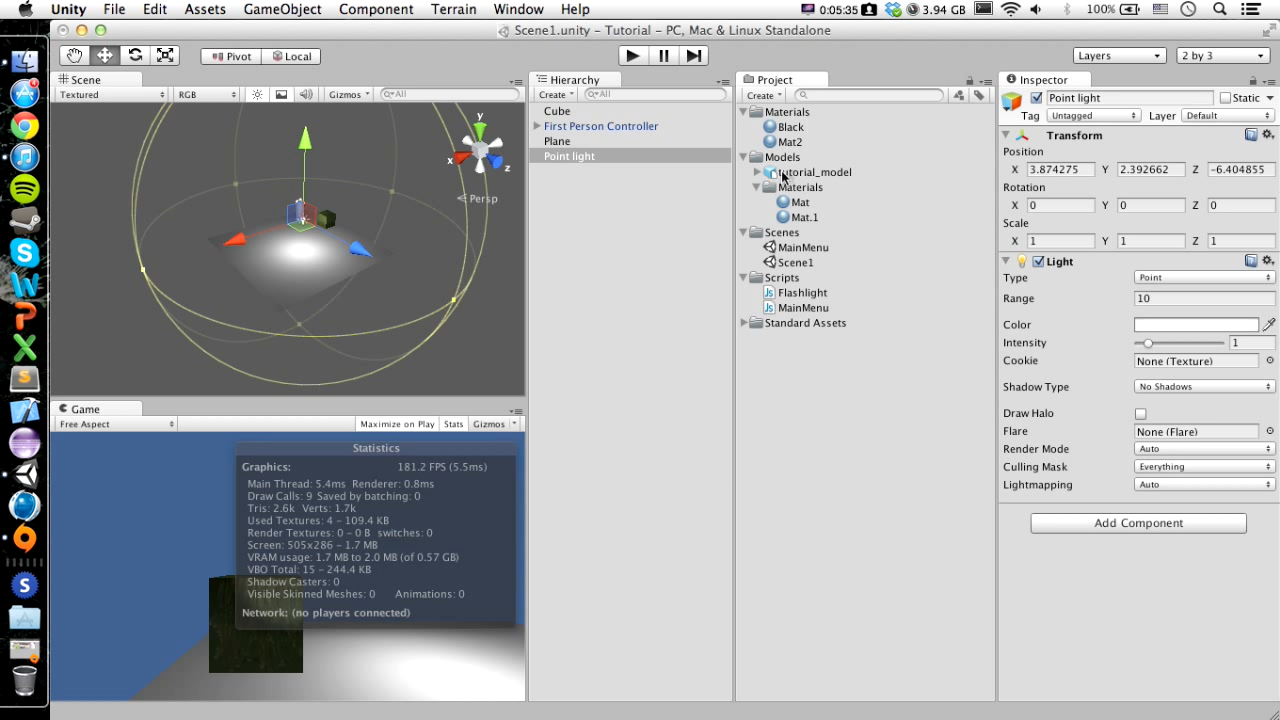 Unity File Edit Assets GameObject Component Terrain Window Help 0:05:35 3.94 GB 100%
Scene1.unity - Tutorial - PC, Mac & Linux Standalone
Pivot Local Layers 2 by 3
Scene
Textured RGB Gizmos All
y
x
z
Persp
Game
Free Aspect Maximize on Play Stats Gizmos
Statistics
Graphics: 181.2 FPS (5.5ms)
Main Thread: 5.4ms Renderer: 0.8ms
Draw Calls: 9 Saved by batching: 0
Tris: 2.6k Verts: 1.7k
Used Textures: 4 - 109.4 KB
Render Textures: 0 - 0 B switches: 0
Screen: 505x286 - 1.7 MB
VRAM usage: 1.7 MB to 2.0 MB (of 0.57 GB)
VBO Total: 15 - 244.4 KB
Shadow Casters: 0
Visible Skinned Meshes: 0 Animations: 0
Network: (no players connected)
Hierarchy
Create All
Cube
First Person Controller
Plane
Point light
Project
Create
Materials
Black
Mat2
Models
tutorial_model
Materials
Mat
Mat.1
Scenes
MainMenu
Scene1
Scripts
Js Flashlight
Js MainMenu
Standard Assets
Inspector
Point light Static
Tag Untagged Layer Default
Transform
Position
X 3.874275 Y 2.392662 Z -6.404855
Rotation
X 0 Y 0 Z 0
Scale
X 1 Y 1 Z 1
Light
Type Point
Range 10
Color
Intensity 1
Cookie None (Texture)
Shadow Type No Shadows
Draw Halo
Flare None (Flare)
Render Mode Auto
Culling Mask Everything
Lightmapping Auto
Add Component